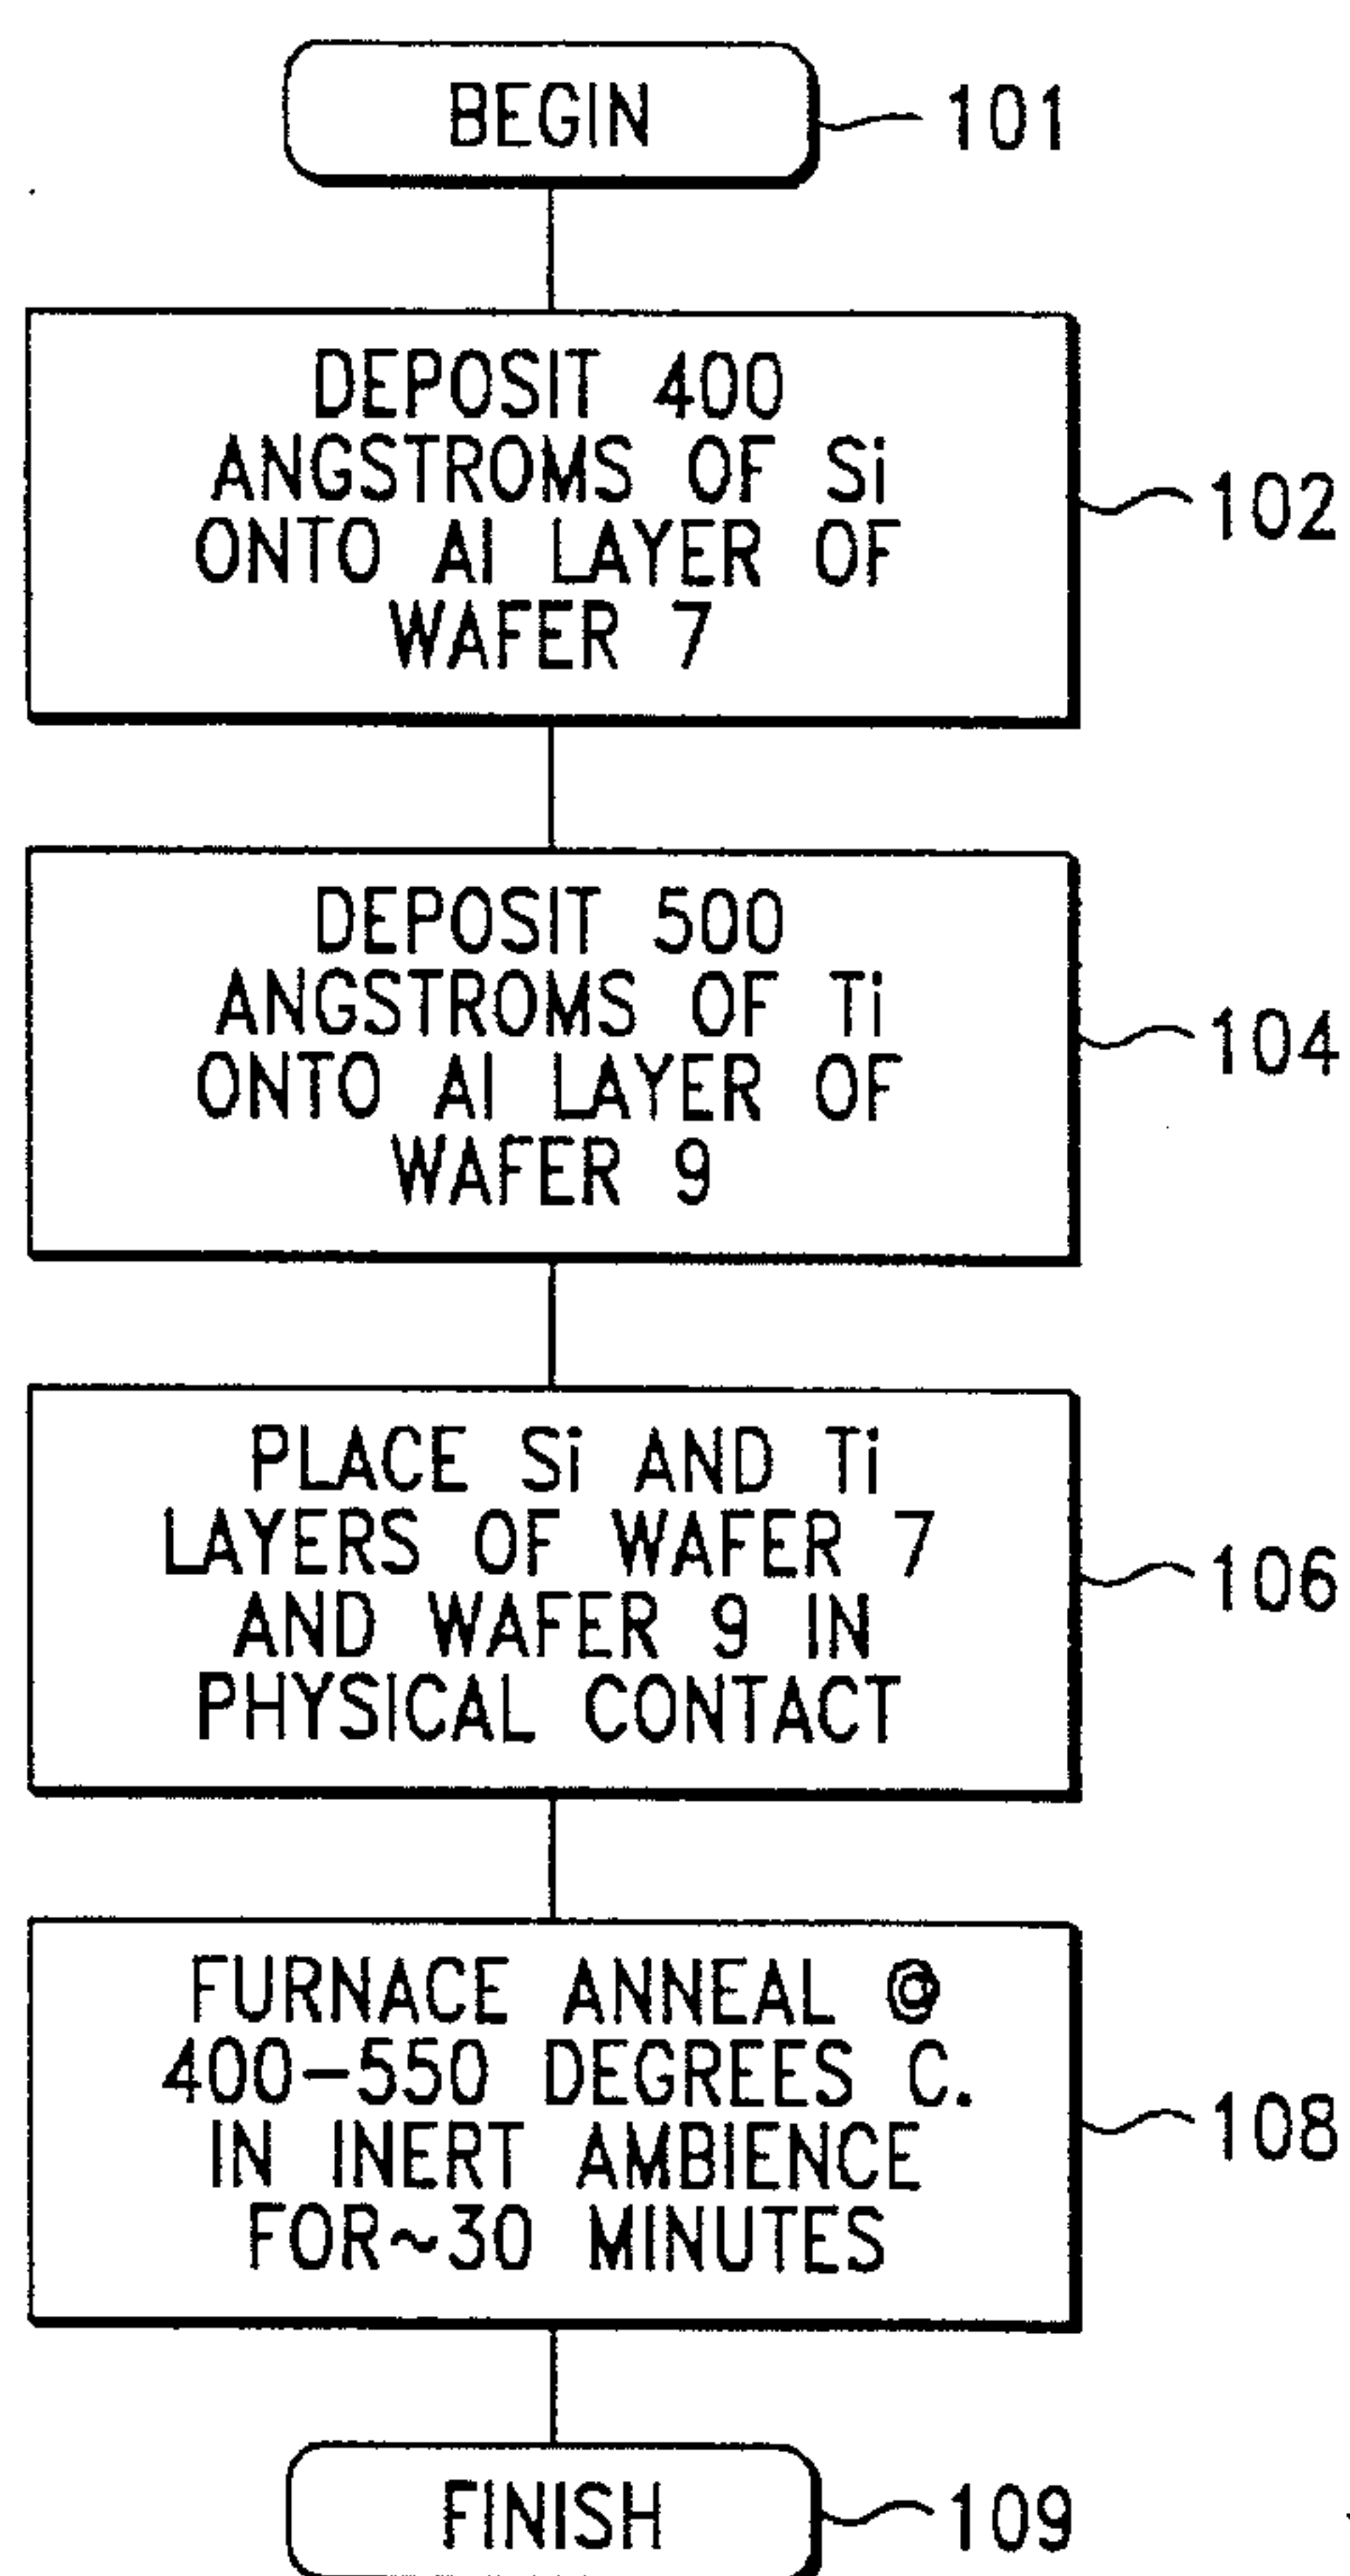 BEGIN
101
DEPOSIT 400
ANGSTROMS OF Si
ONTO Al LAYER OF
WAFER 7
102
DEPOSIT 500
ANGSTROMS OF Ti
ONTO Al LAYER OF
WAFER 9
104
PLACE Si AND Ti
LAYERS OF WAFER 7
AND WAFER 9 IN
PHYSICAL CONTACT
106
FURNACE ANNEAL @
400-550 DEGREES C.
IN INERT AMBIENCE
FOR~30 MINUTES
108
FINISH
109